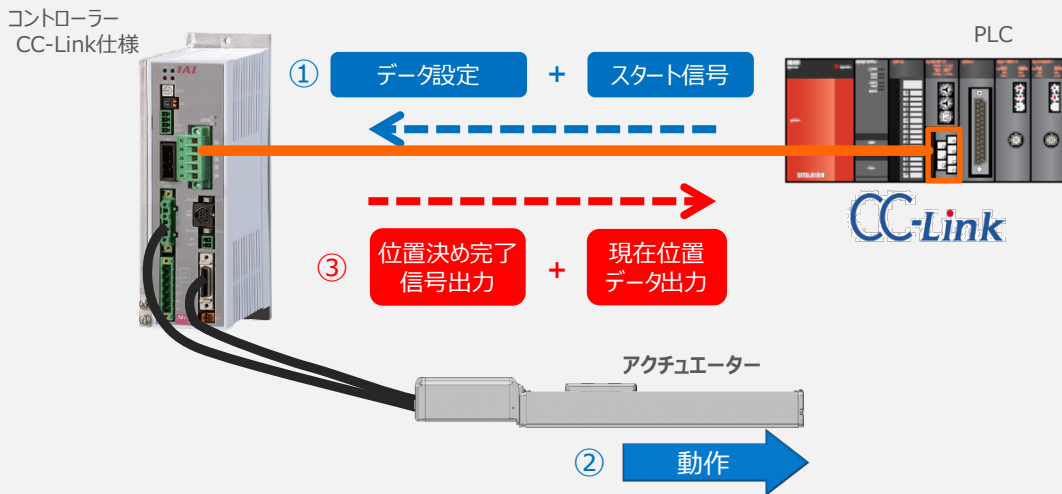 コントローラー
CC-Link仕様
PLC
IAI
① データ設定 + スタート信号
MITSUBISHI
CC-Link
③ 位置決め完了
信号出力
+
現在位置
データ出力
アクチュエーター
② 動作